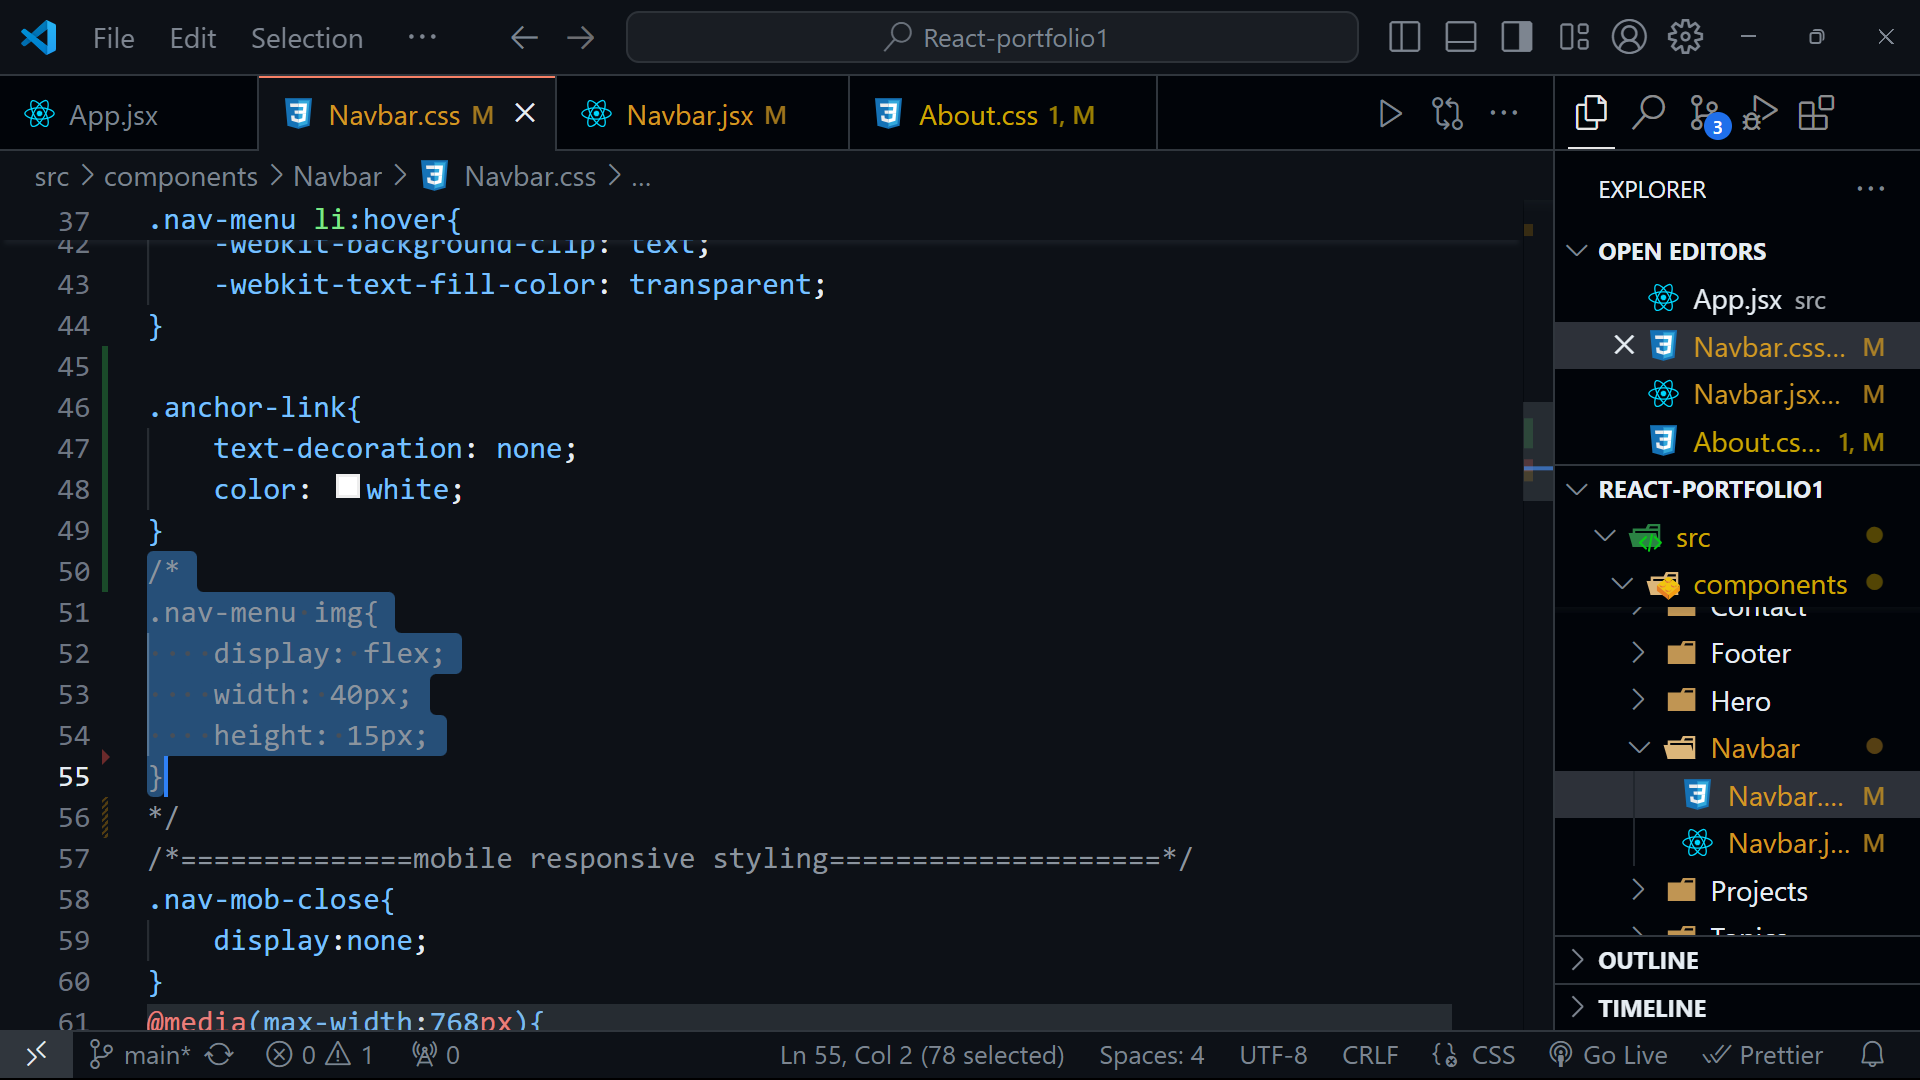 File Edit Selection ··· React-portfolio1
App.jsx Navbar.css M Navbar.jsx M About.css 1, M
src > components > Navbar > Navbar.css > ...
37 .nav-menu li:hover{
42 -webkit-background-clip: text;
43 -webkit-text-fill-color: transparent;
44 }
45
46 .anchor-link{
47 text-decoration: none;
48 color: white;
49 }
50 /*
51 .nav-menu img{
52 display: flex;
53 width: 40px;
54 height: 15px;
55 }
56 */
57 /*==============mobile responsive styling====================*/
58 .nav-mob-close{
59 display:none;
60 }
61 @media(max-width:768px){
3
EXPLORER
OPEN EDITORS
App.jsx src
Navbar.css... M
Navbar.jsx... M
About.cs... 1, M
REACT-PORTFOLIO1
src
components
Contact
Footer
Hero
Navbar
Navbar.... M
Navbar.j... M
Projects
Topics
OUTLINE
TIMELINE
main* 0 1 0 Ln 55, Col 2 (78 selected) Spaces: 4 UTF-8 CRLF CSS Go Live Prettier